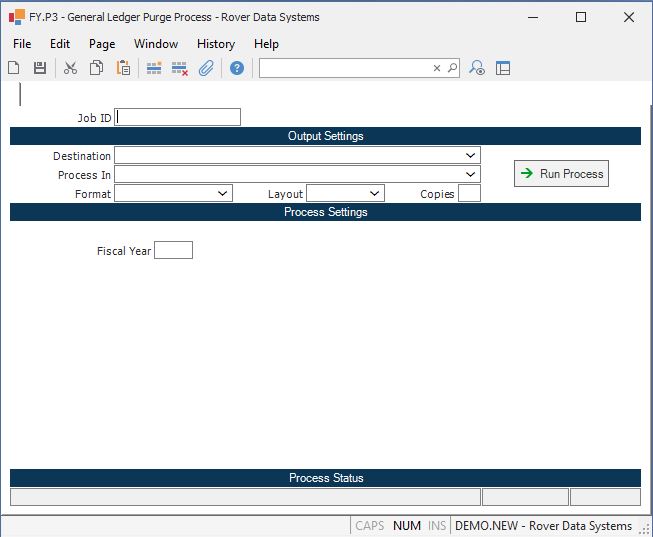 FY.P3 - General Ledger Purge Process - Rover Data Systems
File Edit Page Window History Help
Job ID
Output Settings
Destination
Process In
Run Process
Format Layout Copies
Process Settings
Fiscal Year
Process Status
CAPS NUM INS DEMO.NEW - Rover Data Systems